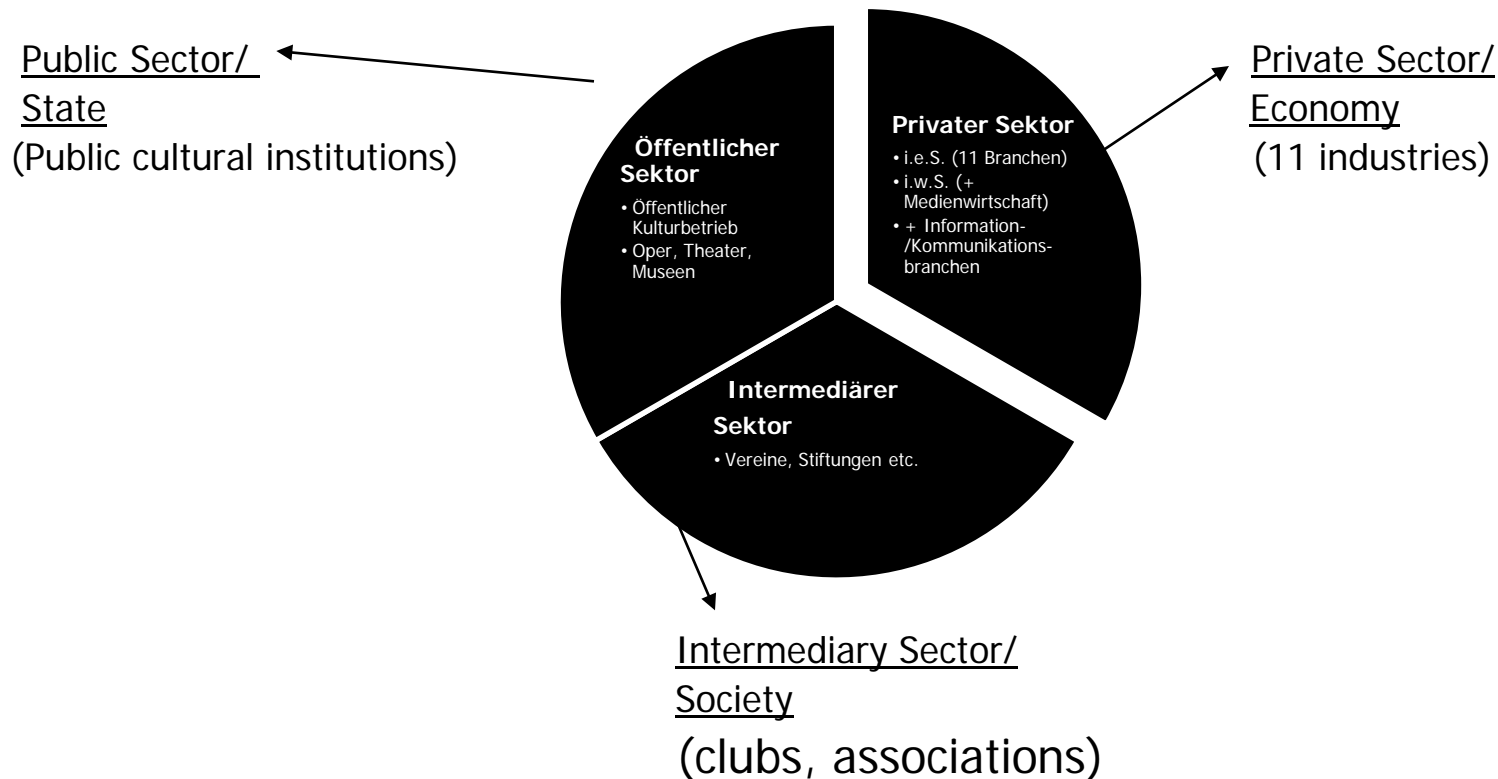 Public Sector/
State
(Public cultural institutions)
Öffentlicher
Sektor
• Öffentlicher
Kulturbetrieb
• Oper, Theater,
Museen
Privater Sektor
• i.e.S. (11 Branchen)
• i.w.S. (+
Medienwirtschaft)
• + Information-
/Kommunikations-
branchen
Private Sector/
Economy
(11 industries)
Intermediärer
Sektor
• Vereine, Stiftungen etc.
Intermediary Sector/
Society
(clubs, associations)